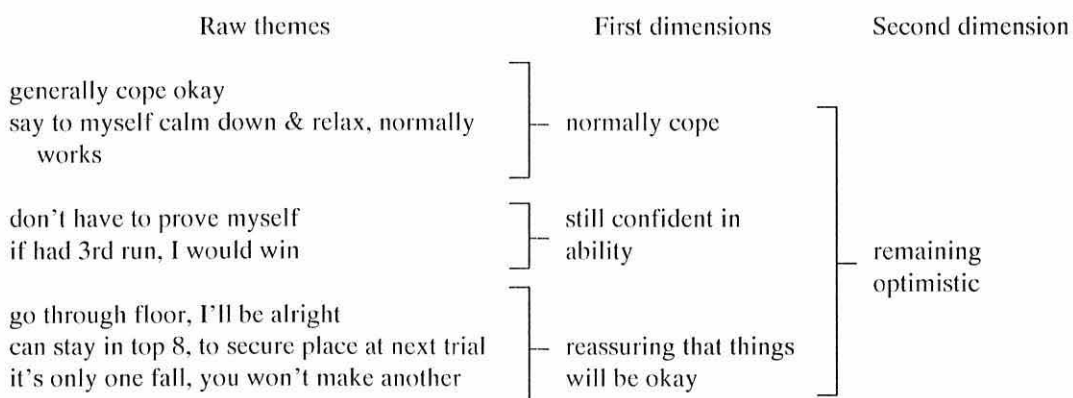 Raw themes First dimensions Second dimension
generally cope okay
say to myself calm down & relax, normally
works
normally cope
don't have to prove myself
if had 3rd run, I would win
still confident in
ability
go through floor, I'll be alright
can stay in top 8, to secure place at next trial
it's only one fall, you won't make another
reassuring that things
will be okay
remaining
optimistic